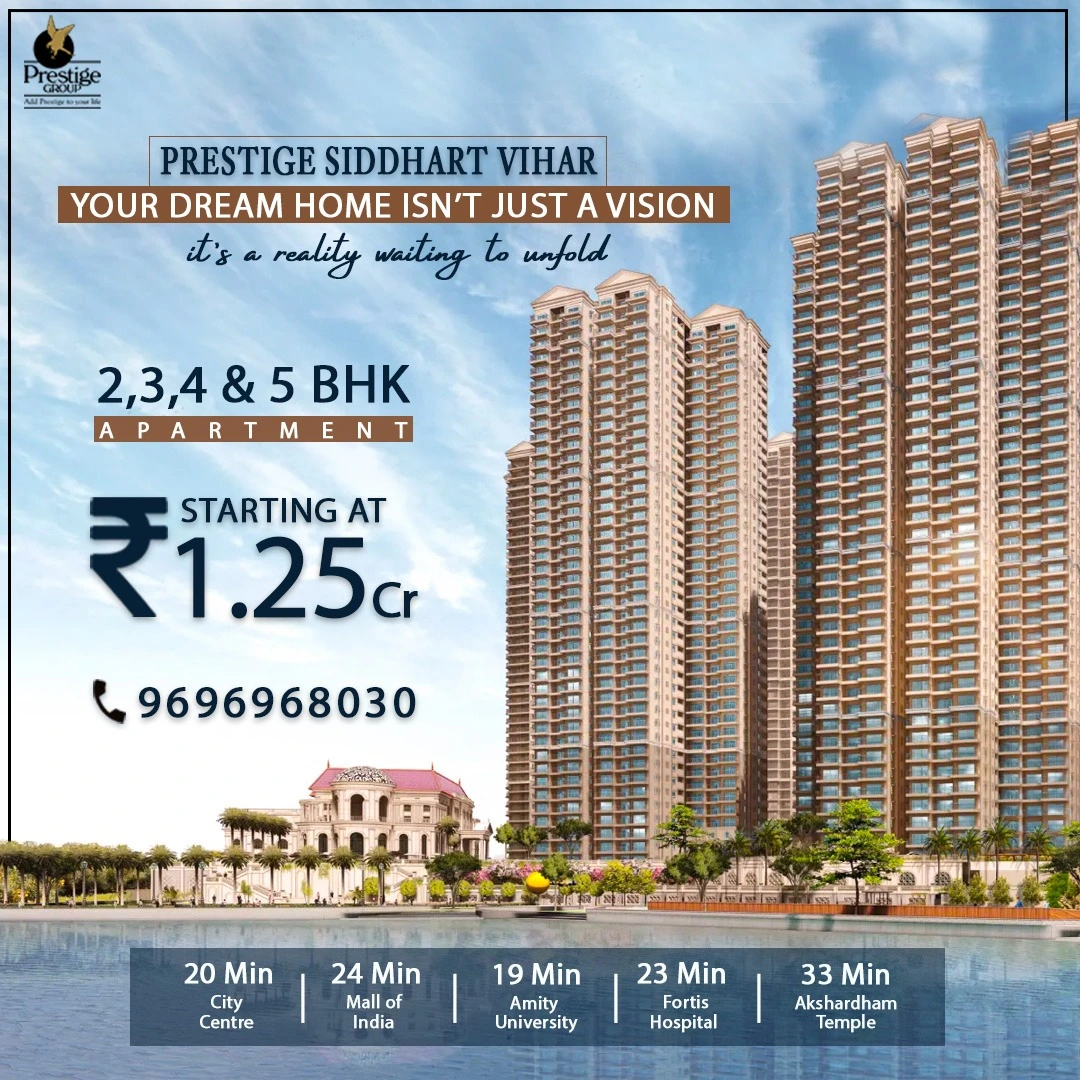 Prestige
GROUP
Add Prestige to your life
PRESTIGE SIDDHART VIHAR
YOUR DREAM HOME ISN'T JUST A VISION
it's a reality waiting to unfold
2,3,4 & 5 BHK
APARTMENT
STARTING AT
₹1.25 Cr
9696968030
20 Min
City
Centre
24 Min
Mall of
India
19 Min
Amity
University
23 Min
Fortis
Hospital
33 Min
Akshardham
Temple